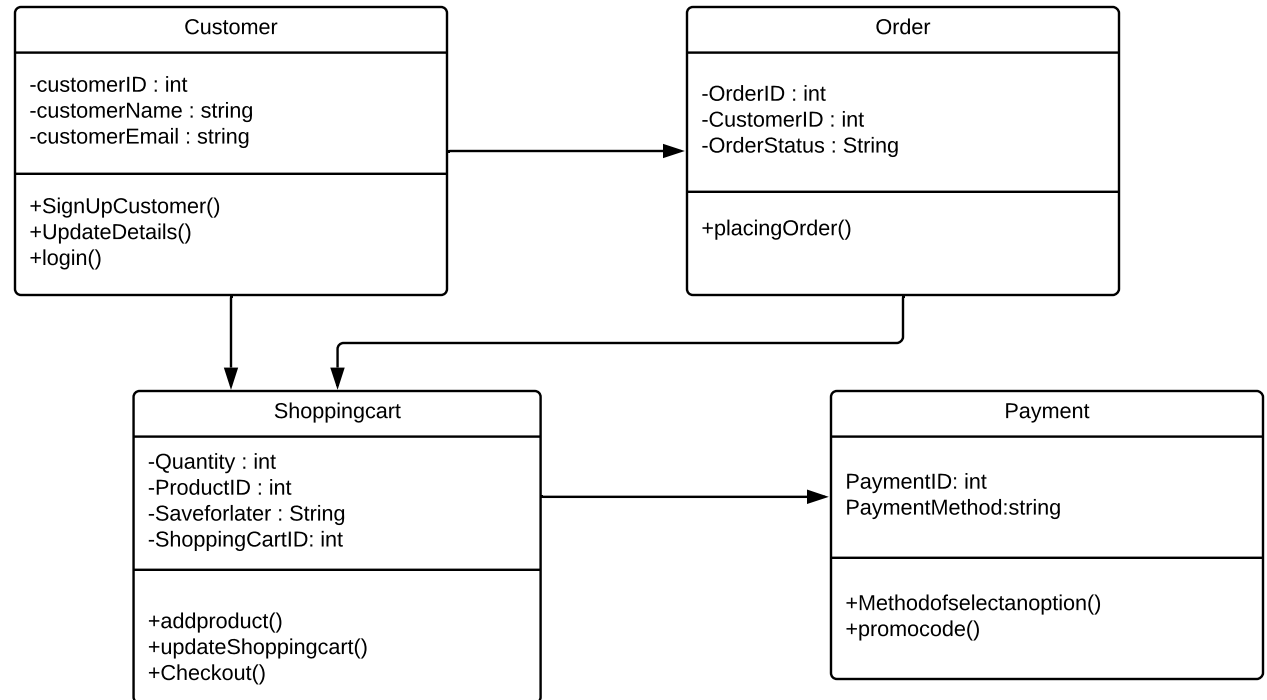 Customer
-customerID : int
-customerName : string
-customerEmail : string
+SignUpCustomer()
+UpdateDetails()
+login()
Order
-OrderID : int
-CustomerID : int
-OrderStatus : String
+placingOrder()
Shoppingcart
-Quantity : int
-ProductID : int
-Saveforlater : String
-ShoppingCartID: int
+addproduct()
+updateShoppingcart()
+Checkout()
Payment
PaymentID: int
PaymentMethod:string
+Methodofselectanoption()
+promocode()